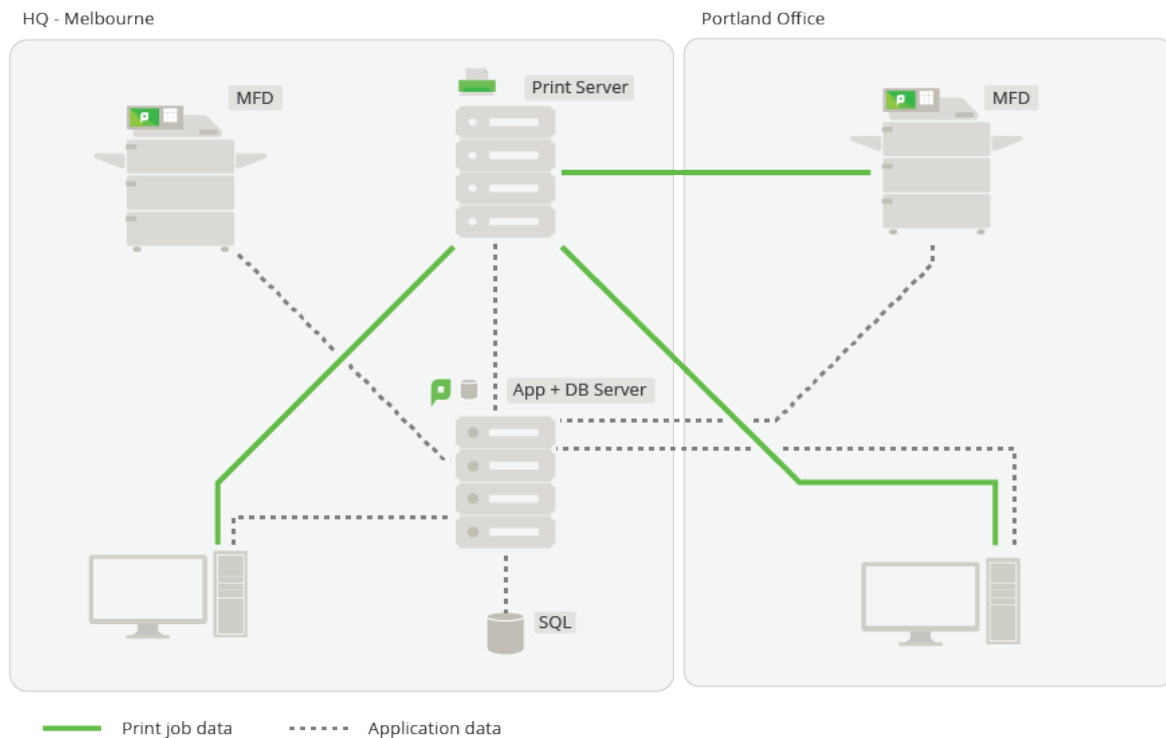 HQ - Melbourne
Portland Office
MFD
Print Server
MFD
App + DB Server
SQL
Print job data
Application data